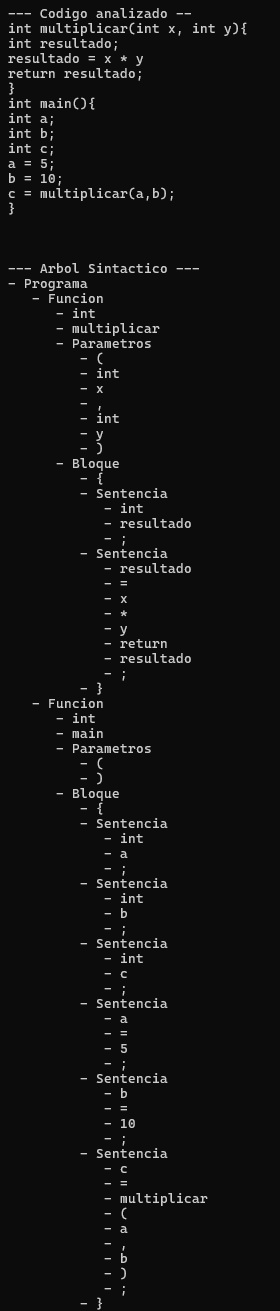 --- Codigo analizado --
int multiplicar(int x, int y){
int resultado;
resultado = x * y
return resultado;
}
int main(){
int a;
int b;
int c;
a = 5;
b = 10;
c = multiplicar(a,b);
}
--- Arbol Sintactico ---
- Programa
- Funcion
- int
- multiplicar
- Parametros
- (
- int
- x
- ,
- int
- y
- )
- Bloque
- {
- Sentencia
- int
- resultado
- ;
- Sentencia
- resultado
- =
- x
- *
- y
- return
- resultado
- ;
- }
- Funcion
- int
- main
- Parametros
- (
- )
- Bloque
- {
- Sentencia
- int
- a
- ;
- Sentencia
- int
- b
- ;
- Sentencia
- int
- c
- ;
- Sentencia
- a
- =
- 5
- ;
- Sentencia
- b
- =
- 10
- ;
- Sentencia
- c
- =
- multiplicar
- (
- a
- ,
- b
- )
- ;
- }